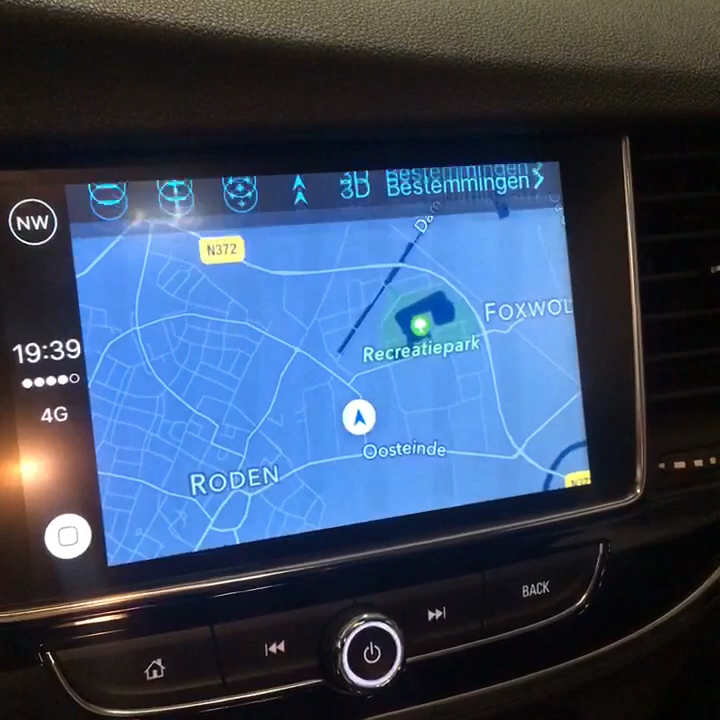 3D Bestemmingen
NW
N372
FOXWOL
19:39
Recreatiepark
4G
Oosteinde
RODEN
BACK